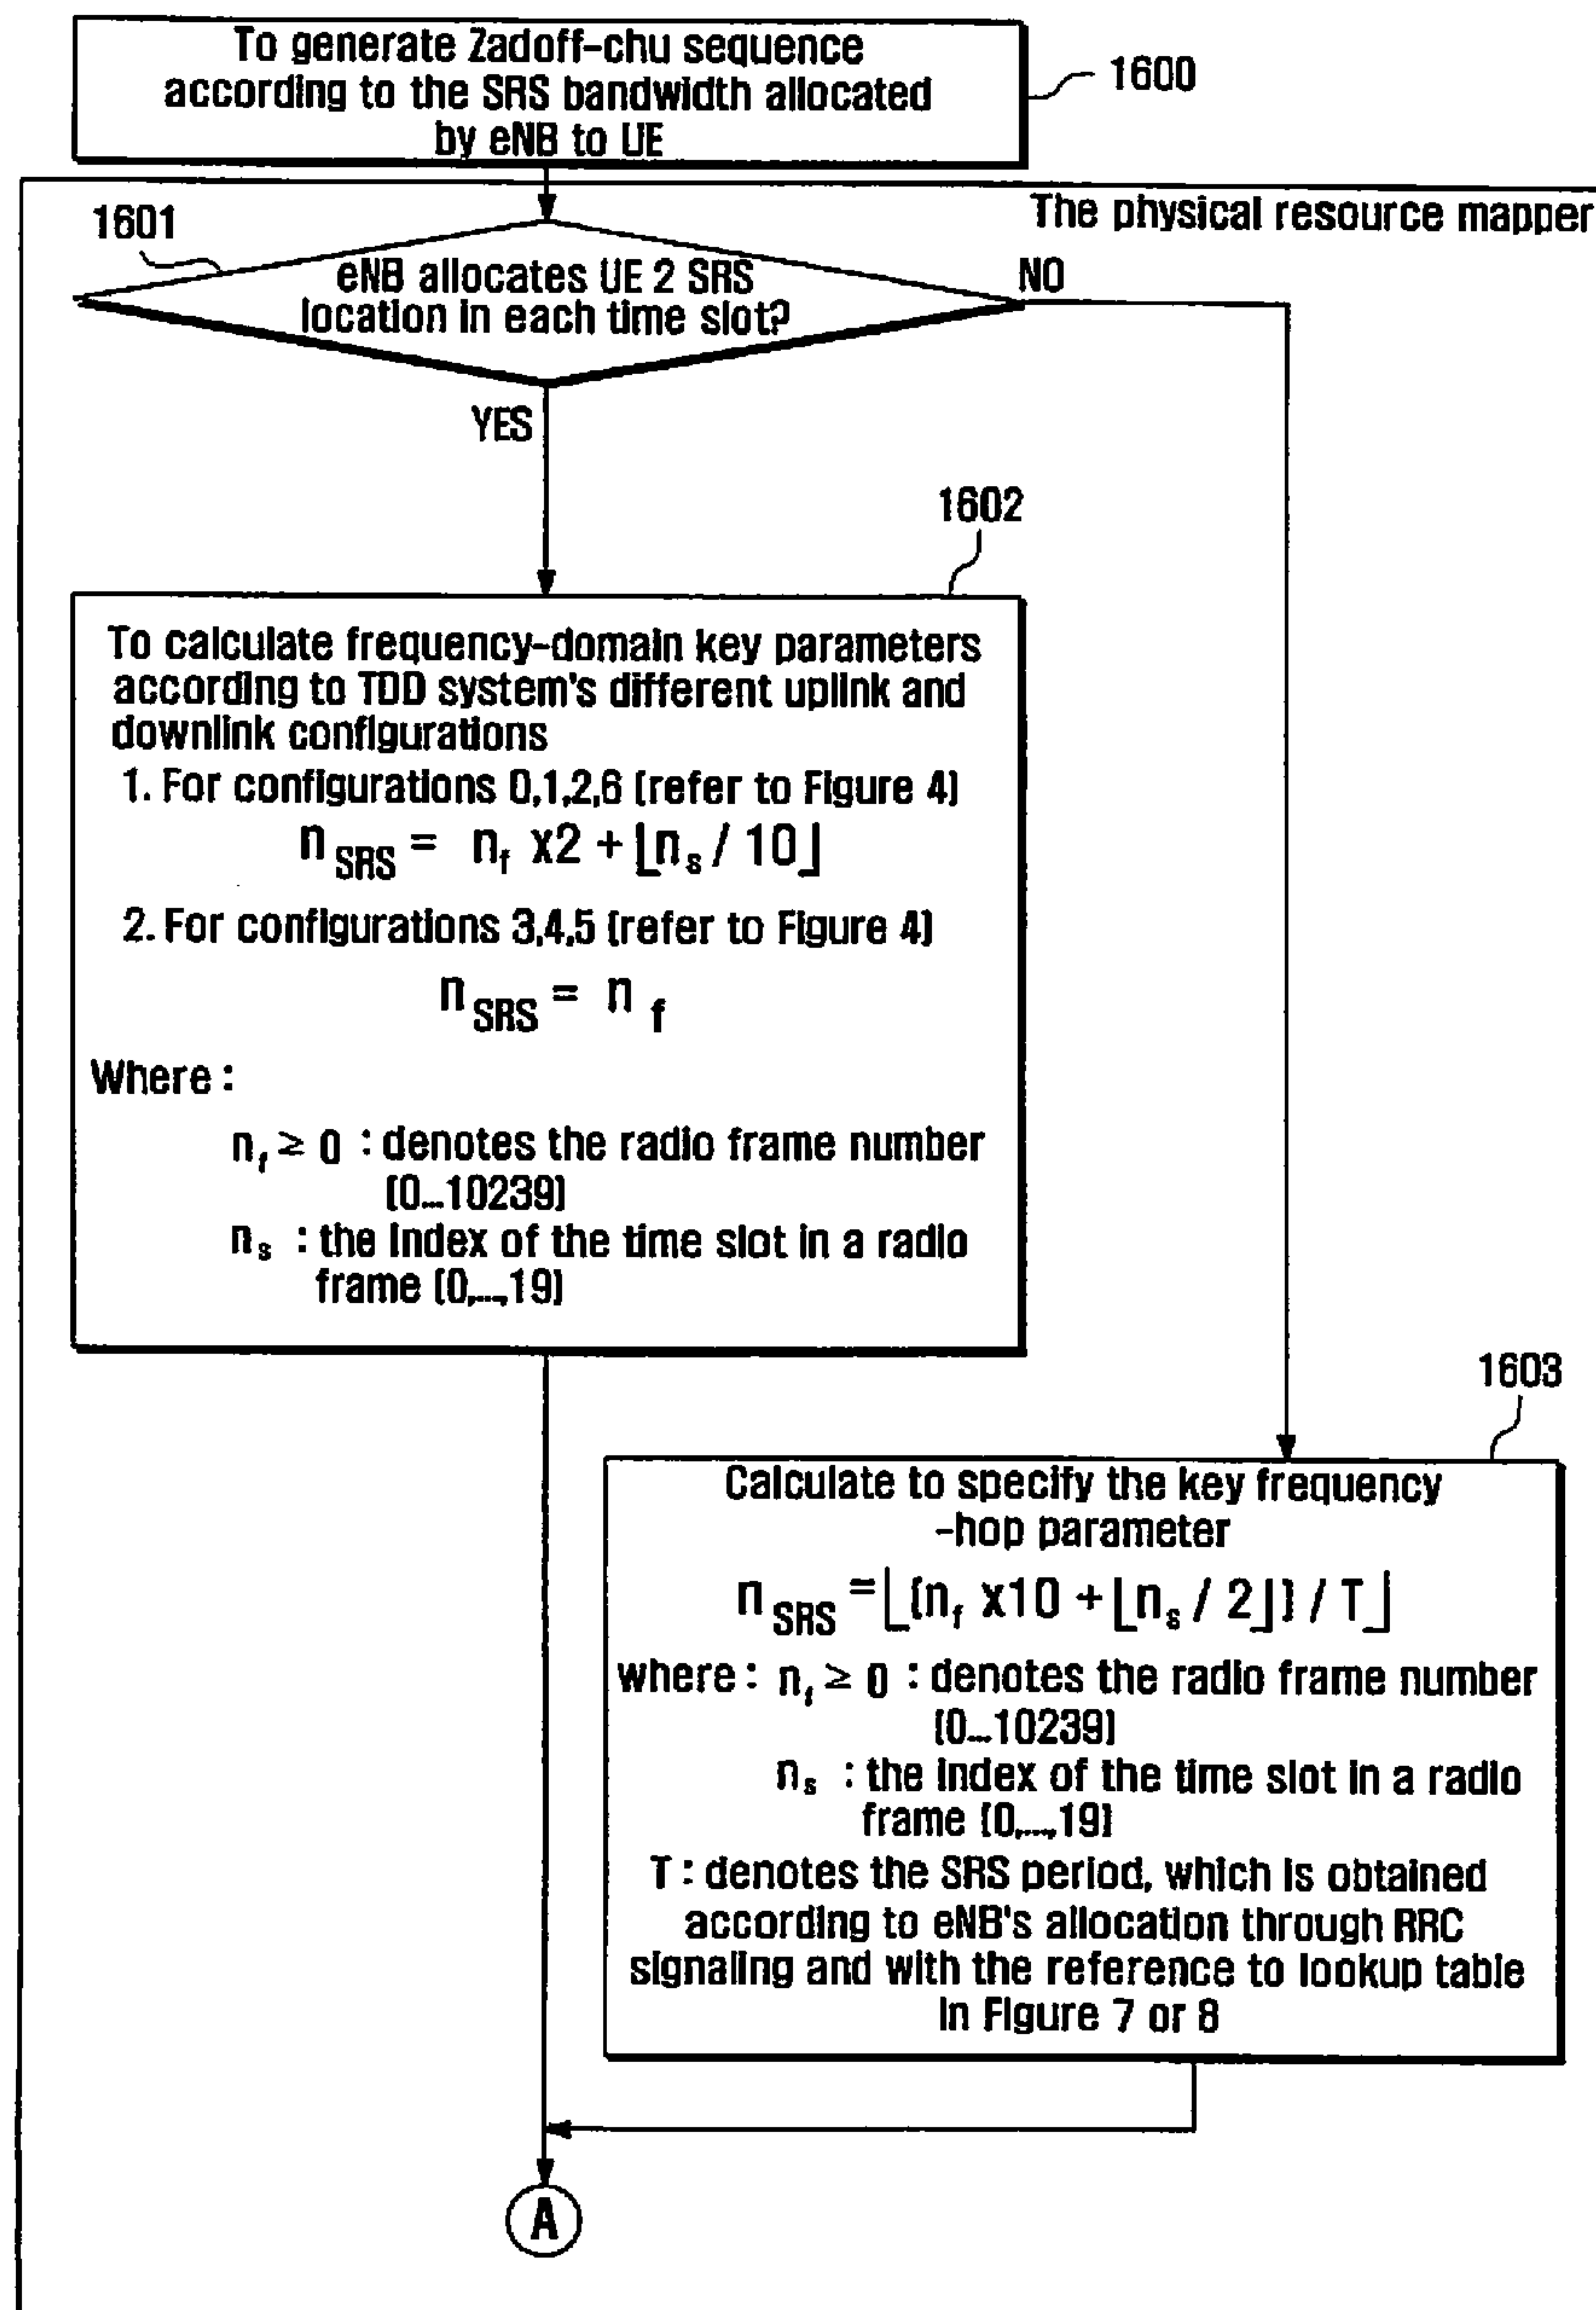 To generate Zadoff-chu sequence
according to the SRS bandwidth allocated
by eNB to UE
1600
The physical resource mapper
1601
eNB allocates UE 2 SRS
location in each time slot?
NO
YES
1602
To calculate frequency-domain key parameters
according to TDD system's different uplink and
downlink configurations
1. For configurations 0,1,2,6 (refer to Figure 4)
n_SRS = n_f x2 + ⌊n_s / 10⌋
2. For configurations 3,4,5 (refer to Figure 4)
n_SRS = n_f
Where :
n_f ≥ 0 : denotes the radio frame number
(0...10239)
n_s : the index of the time slot in a radio
frame (0,...,19)
1603
Calculate to specify the key frequency
-hop parameter
n_SRS = ⌊(n_f x10 + ⌊n_s / 2⌋) / T⌋
where : n_f ≥ 0 : denotes the radio frame number
(0...10239)
n_s : the index of the time slot in a radio
frame (0,...,19)
T : denotes the SRS period, which is obtained
according to eNB's allocation through RRC
signaling and with the reference to lookup table
in Figure 7 or 8
A